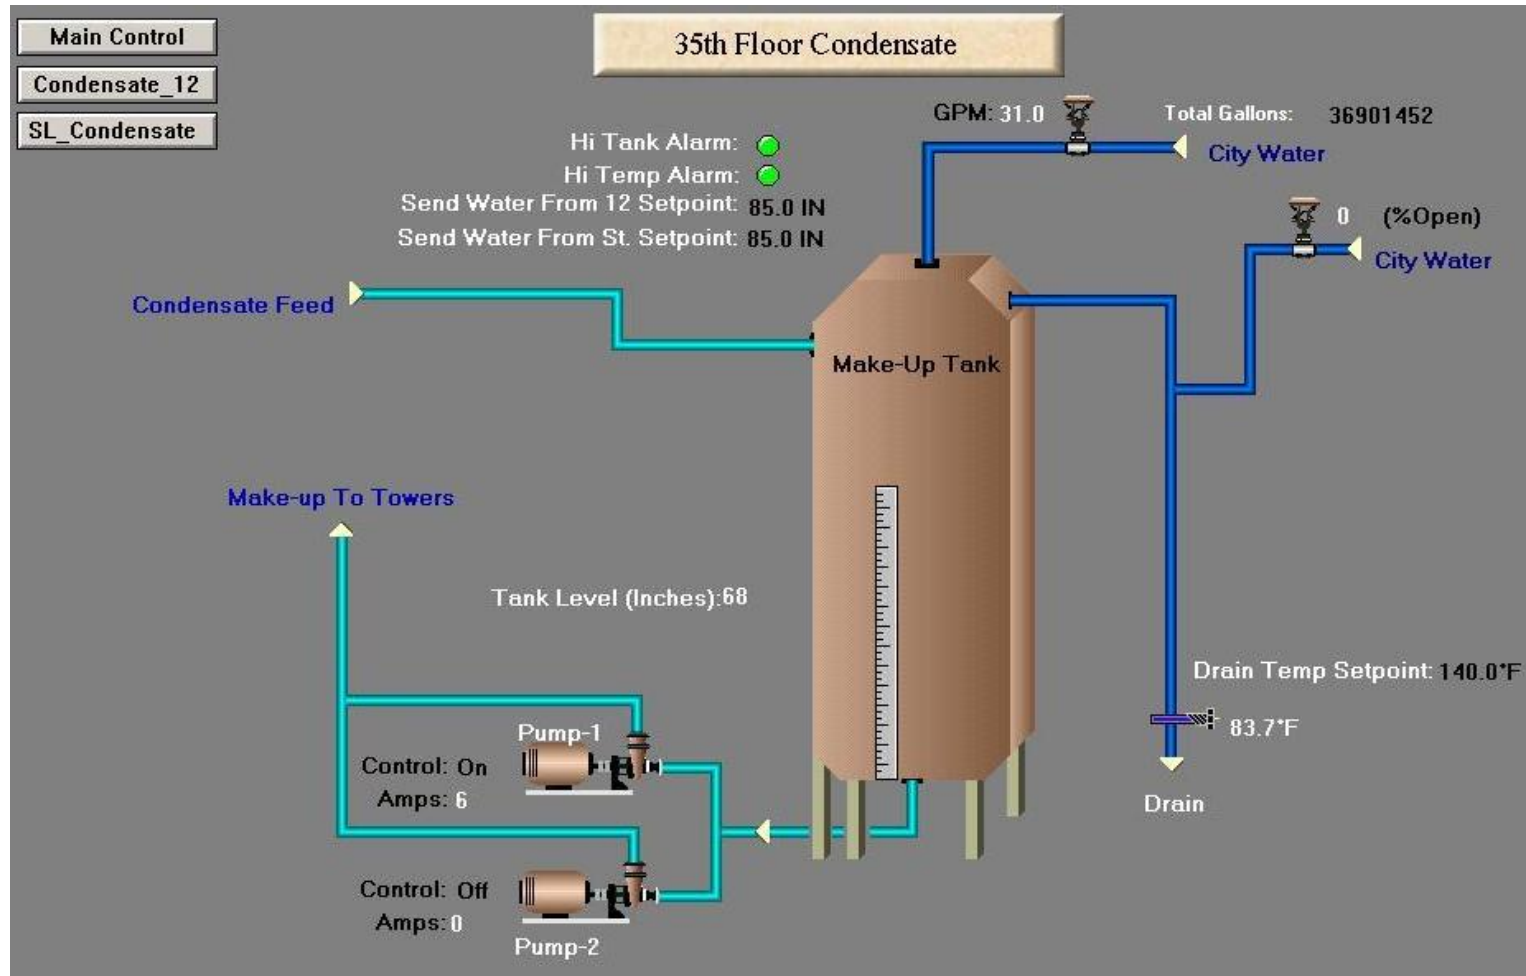 Main Control
35th Floor Condensate
Condensate_12
SL_Condensate
GPM: 31.0
Total Gallons: 36901452
City Water
Hi Tank Alarm:
Hi Temp Alarm:
Send Water From 12 Setpoint: 85.0 IN
Send Water From St. Setpoint: 85.0 IN
0 (%Open)
City Water
Condensate Feed
Make-Up Tank
Make-up To Towers
Tank Level (Inches):68
Drain Temp Setpoint: 140.0°F
83.7°F
Drain
Pump-1
Control: On
Amps: 6
Control: Off
Amps: 0
Pump-2